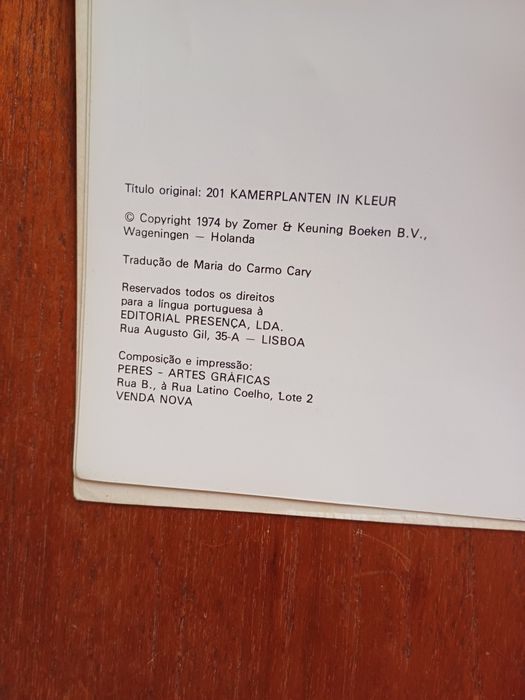 Título original: 201 KAMERPLANTEN IN KLEUR
© Copyright 1974 by Zomer & Keuning Boeken B.V.,
Wageningen — Holanda
Tradução de Maria do Carmo Cary
Reservados todos os direitos
para a língua portuguesa à
EDITORIAL PRESENÇA, LDA.
Rua Augusto Gil, 35-A — LISBOA
Composição e impressão:
PERES - ARTES GRÁFICAS
Rua B., à Rua Latino Coelho, Lote 2
VENDA NOVA